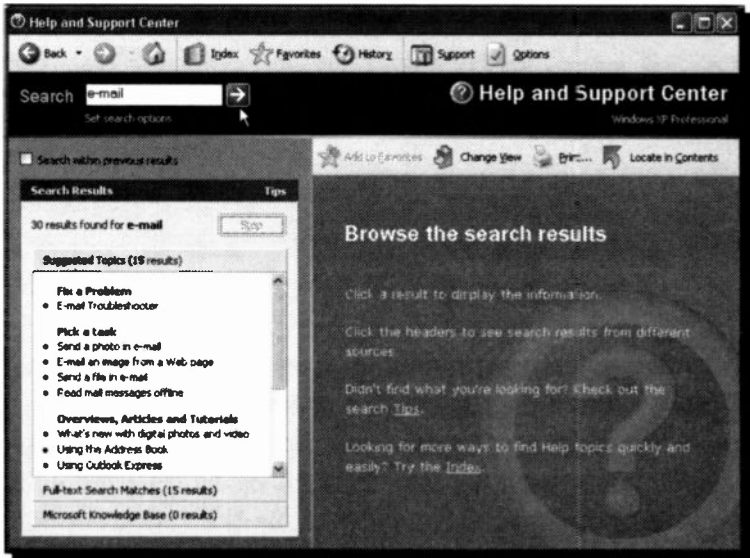 Help and Support Center
Back
Index Favorites History Support Options
Search e-mail
Set search options
Help and Support Center
Windows XP Professional
Search within previous results
Add to Favorites Change View Print... Locate in Contents
Search Results Tips
30 results found for e-mail Stop
Suggested Topics (15 results)
Fix a Problem
E-mail Troubleshooter
Pick a task
Send a photo in e-mail
E-mail an image from a Web page
Send a file in e-mail
Read mail messages offline
Overviews, Articles and Tutorials
What's new with digital photos and video
Using the Address Book
Using Outlook Express
Full-text Search Matches (15 results)
Microsoft Knowledge Base (0 results)
Browse the search results
Click a result to display the information.
Click the headers to see search results from different
sources.
Didn't find what you're looking for? Check out the
search Tips.
Looking for more ways to find Help topics quickly and
easily? Try the Index.